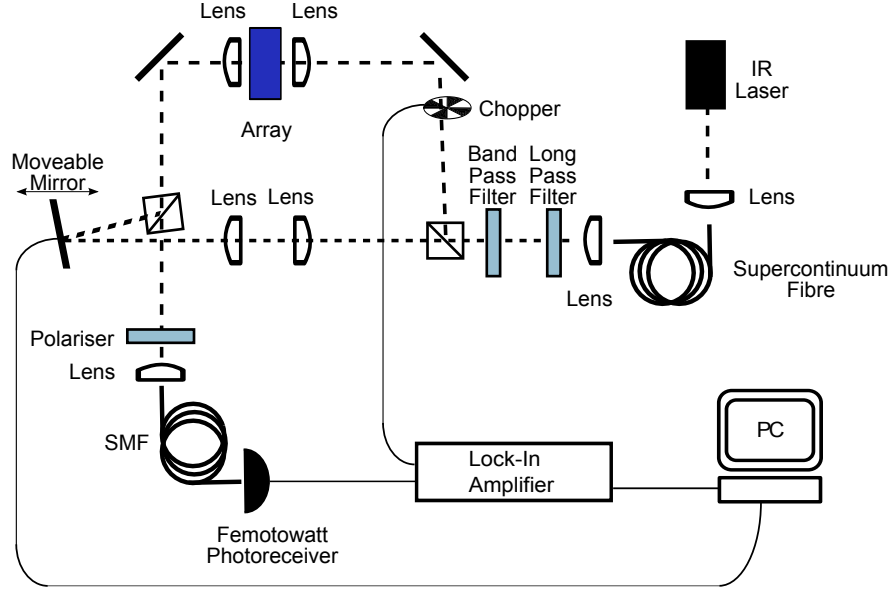 Lens
Lens
Array
Chopper
IR
Laser
Moveable
Mirror
Lens
Lens
Band
Pass
Filter
Long
Pass
Filter
Lens
Lens
Supercontinuum
Fibre
Polariser
Lens
SMF
Femotowatt
Photoreceiver
Lock-In
Amplifier
PC